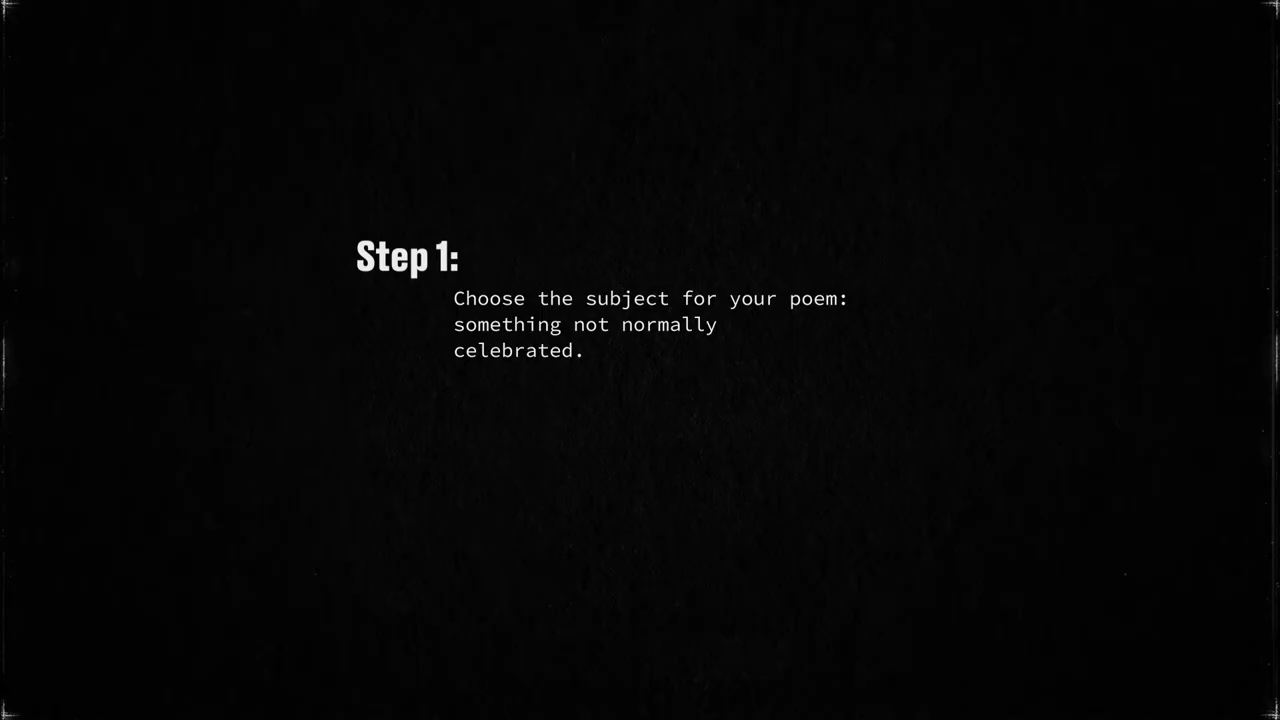 Step 1:
Choose the subject for your poem:
something not normally
celebrated.